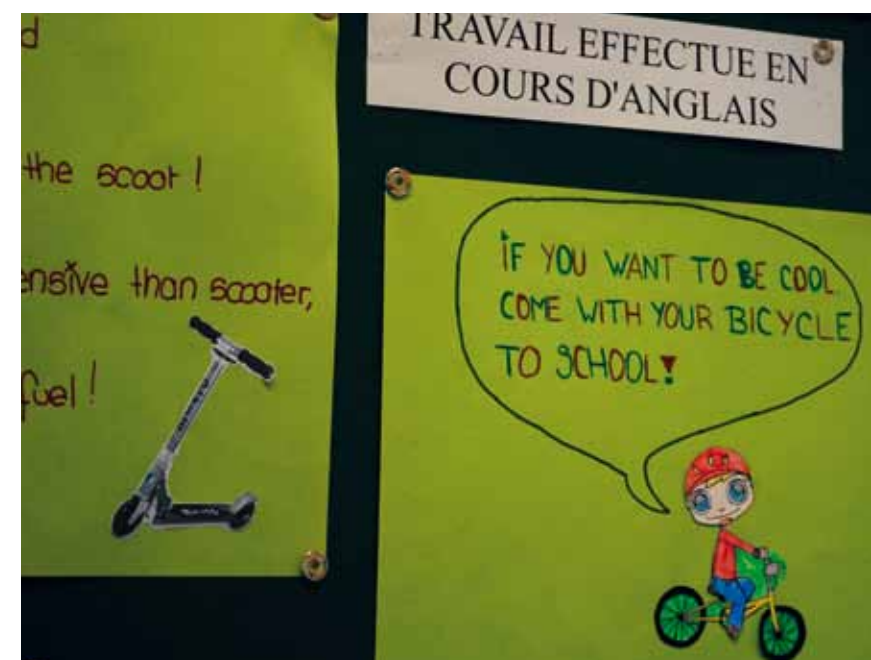 d
the scoot !
ensive than scooter,
fuel !
TRAVAIL EFFECTUE EN
COURS D'ANGLAIS
iF YOU WANT TO BE COOL
COME WITH YOUR BICYCLE
TO SCHOOL!